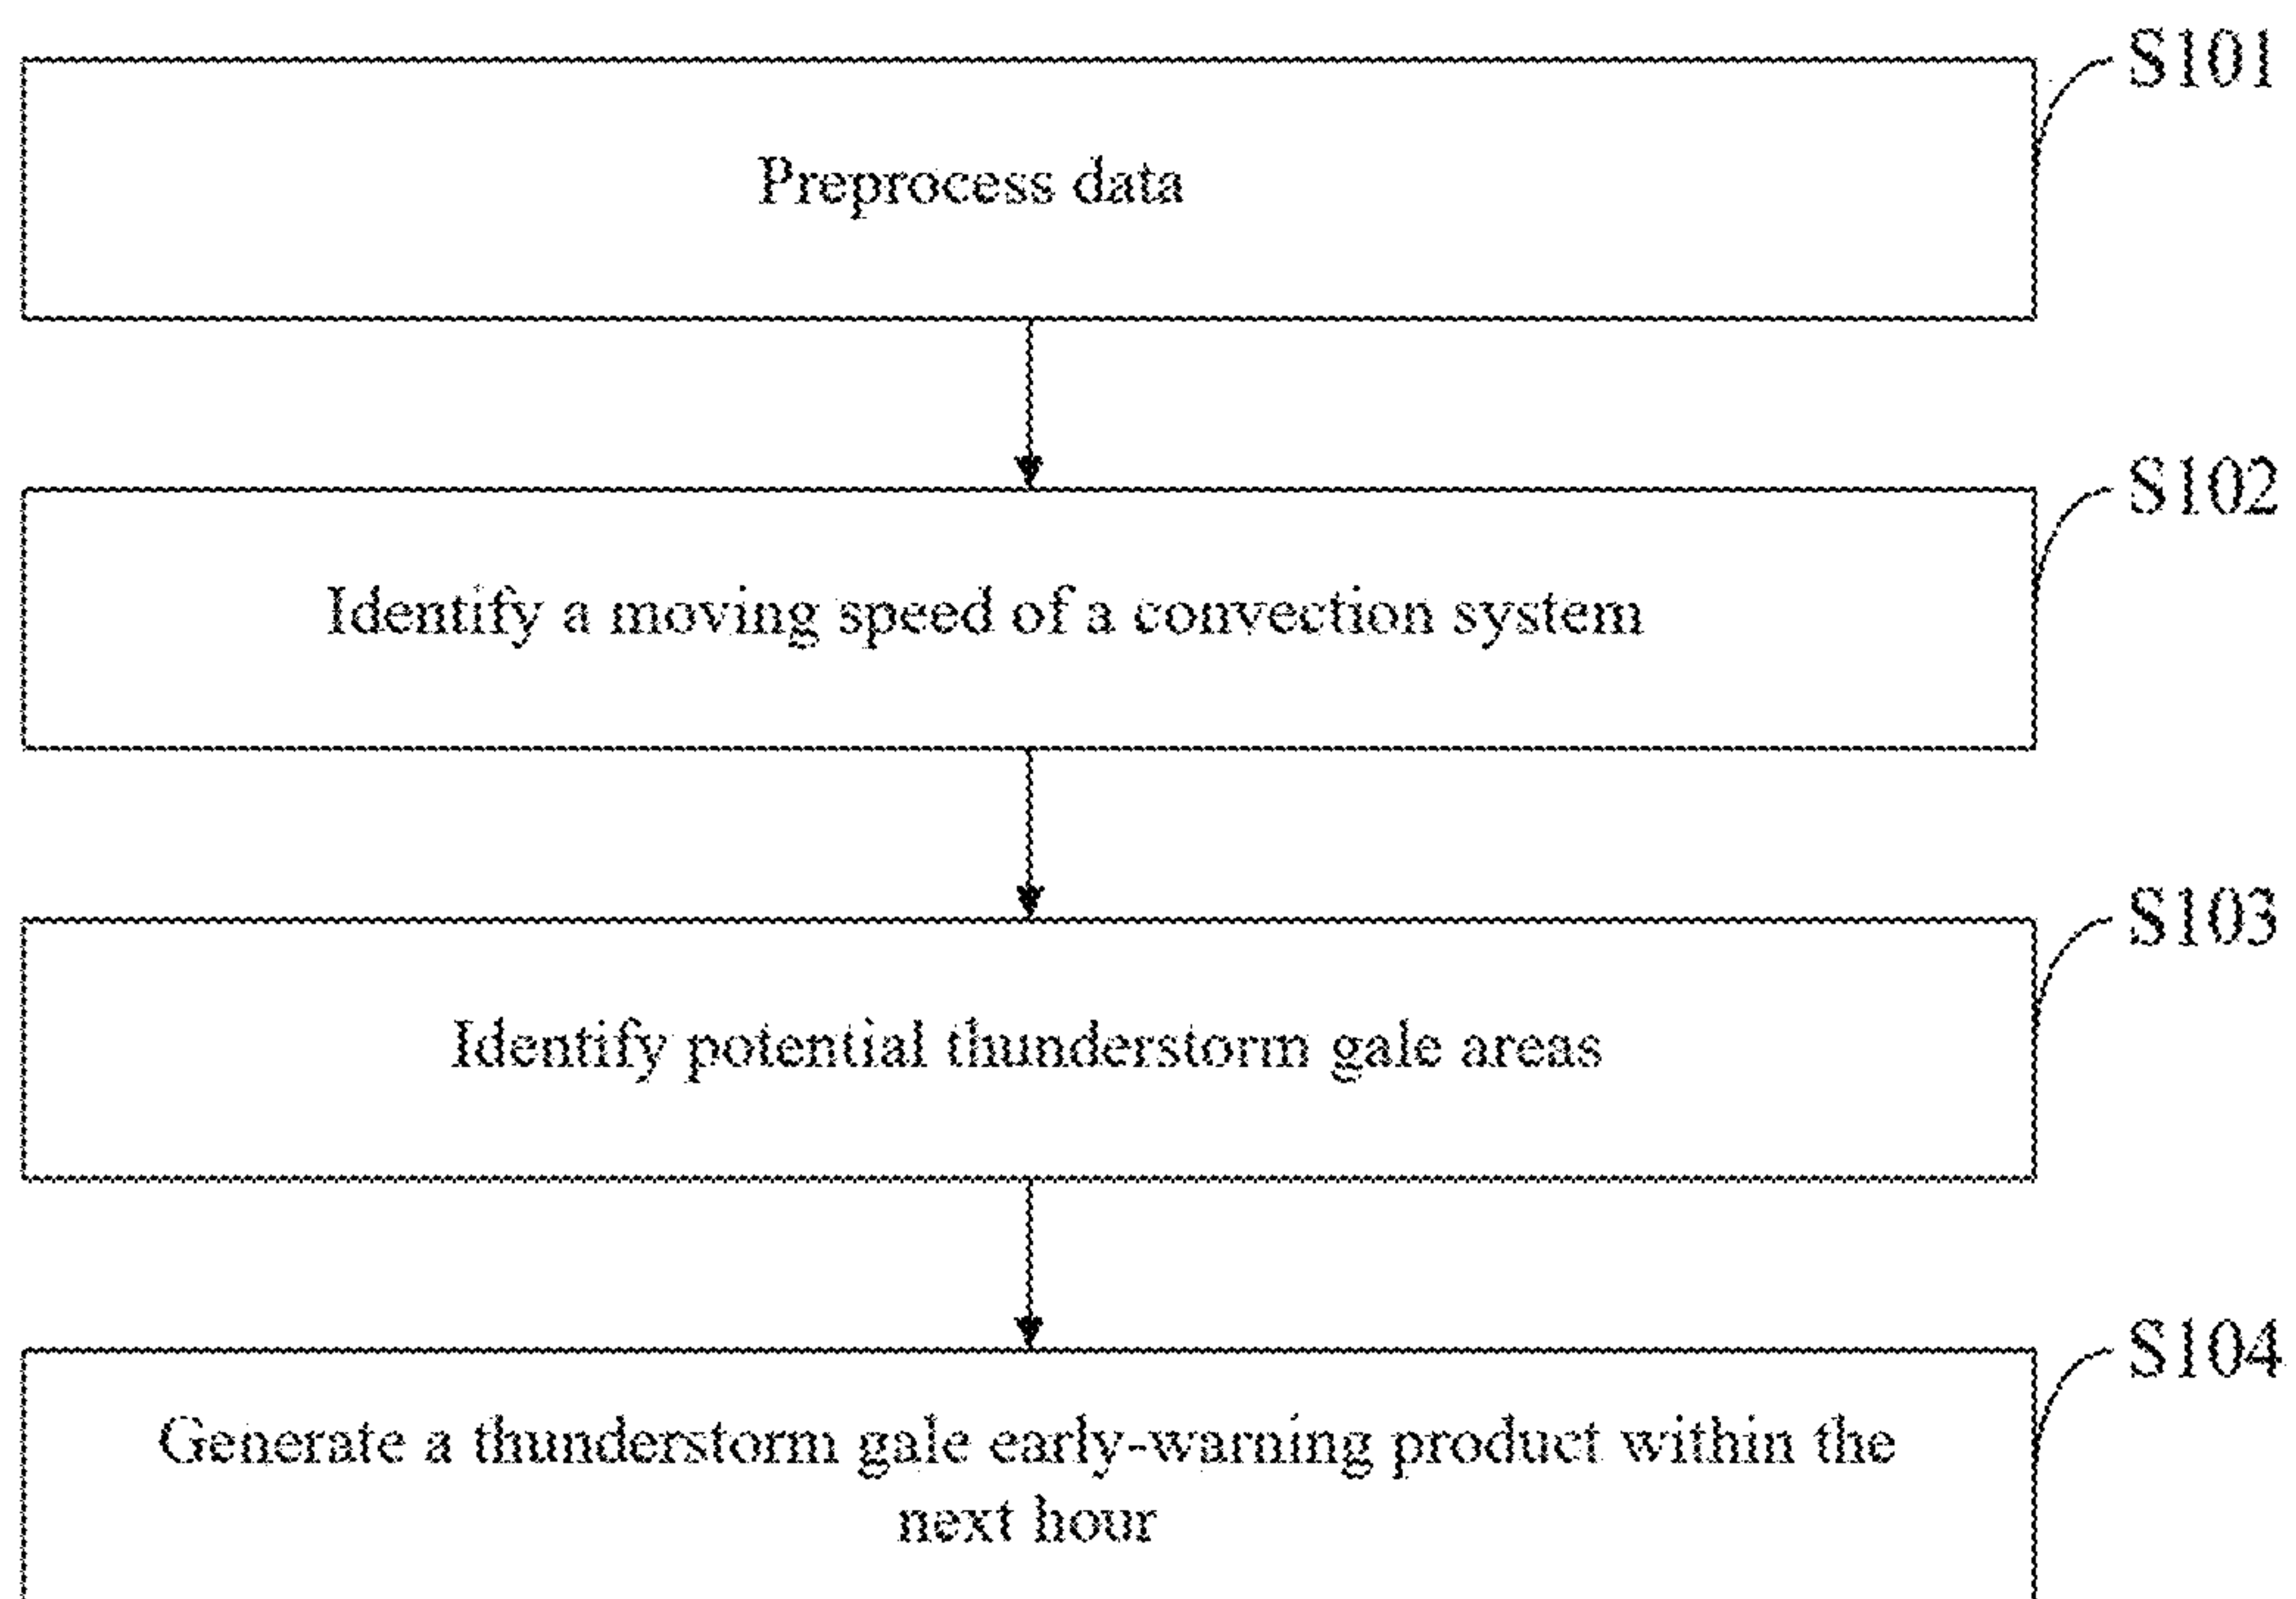 S101
Preprocess data
S102
Identify a moving speed of a convection system
S103
Identify potential thunderstorm gale areas
S104
Generate a thunderstorm gale early-warning product within the
next hour